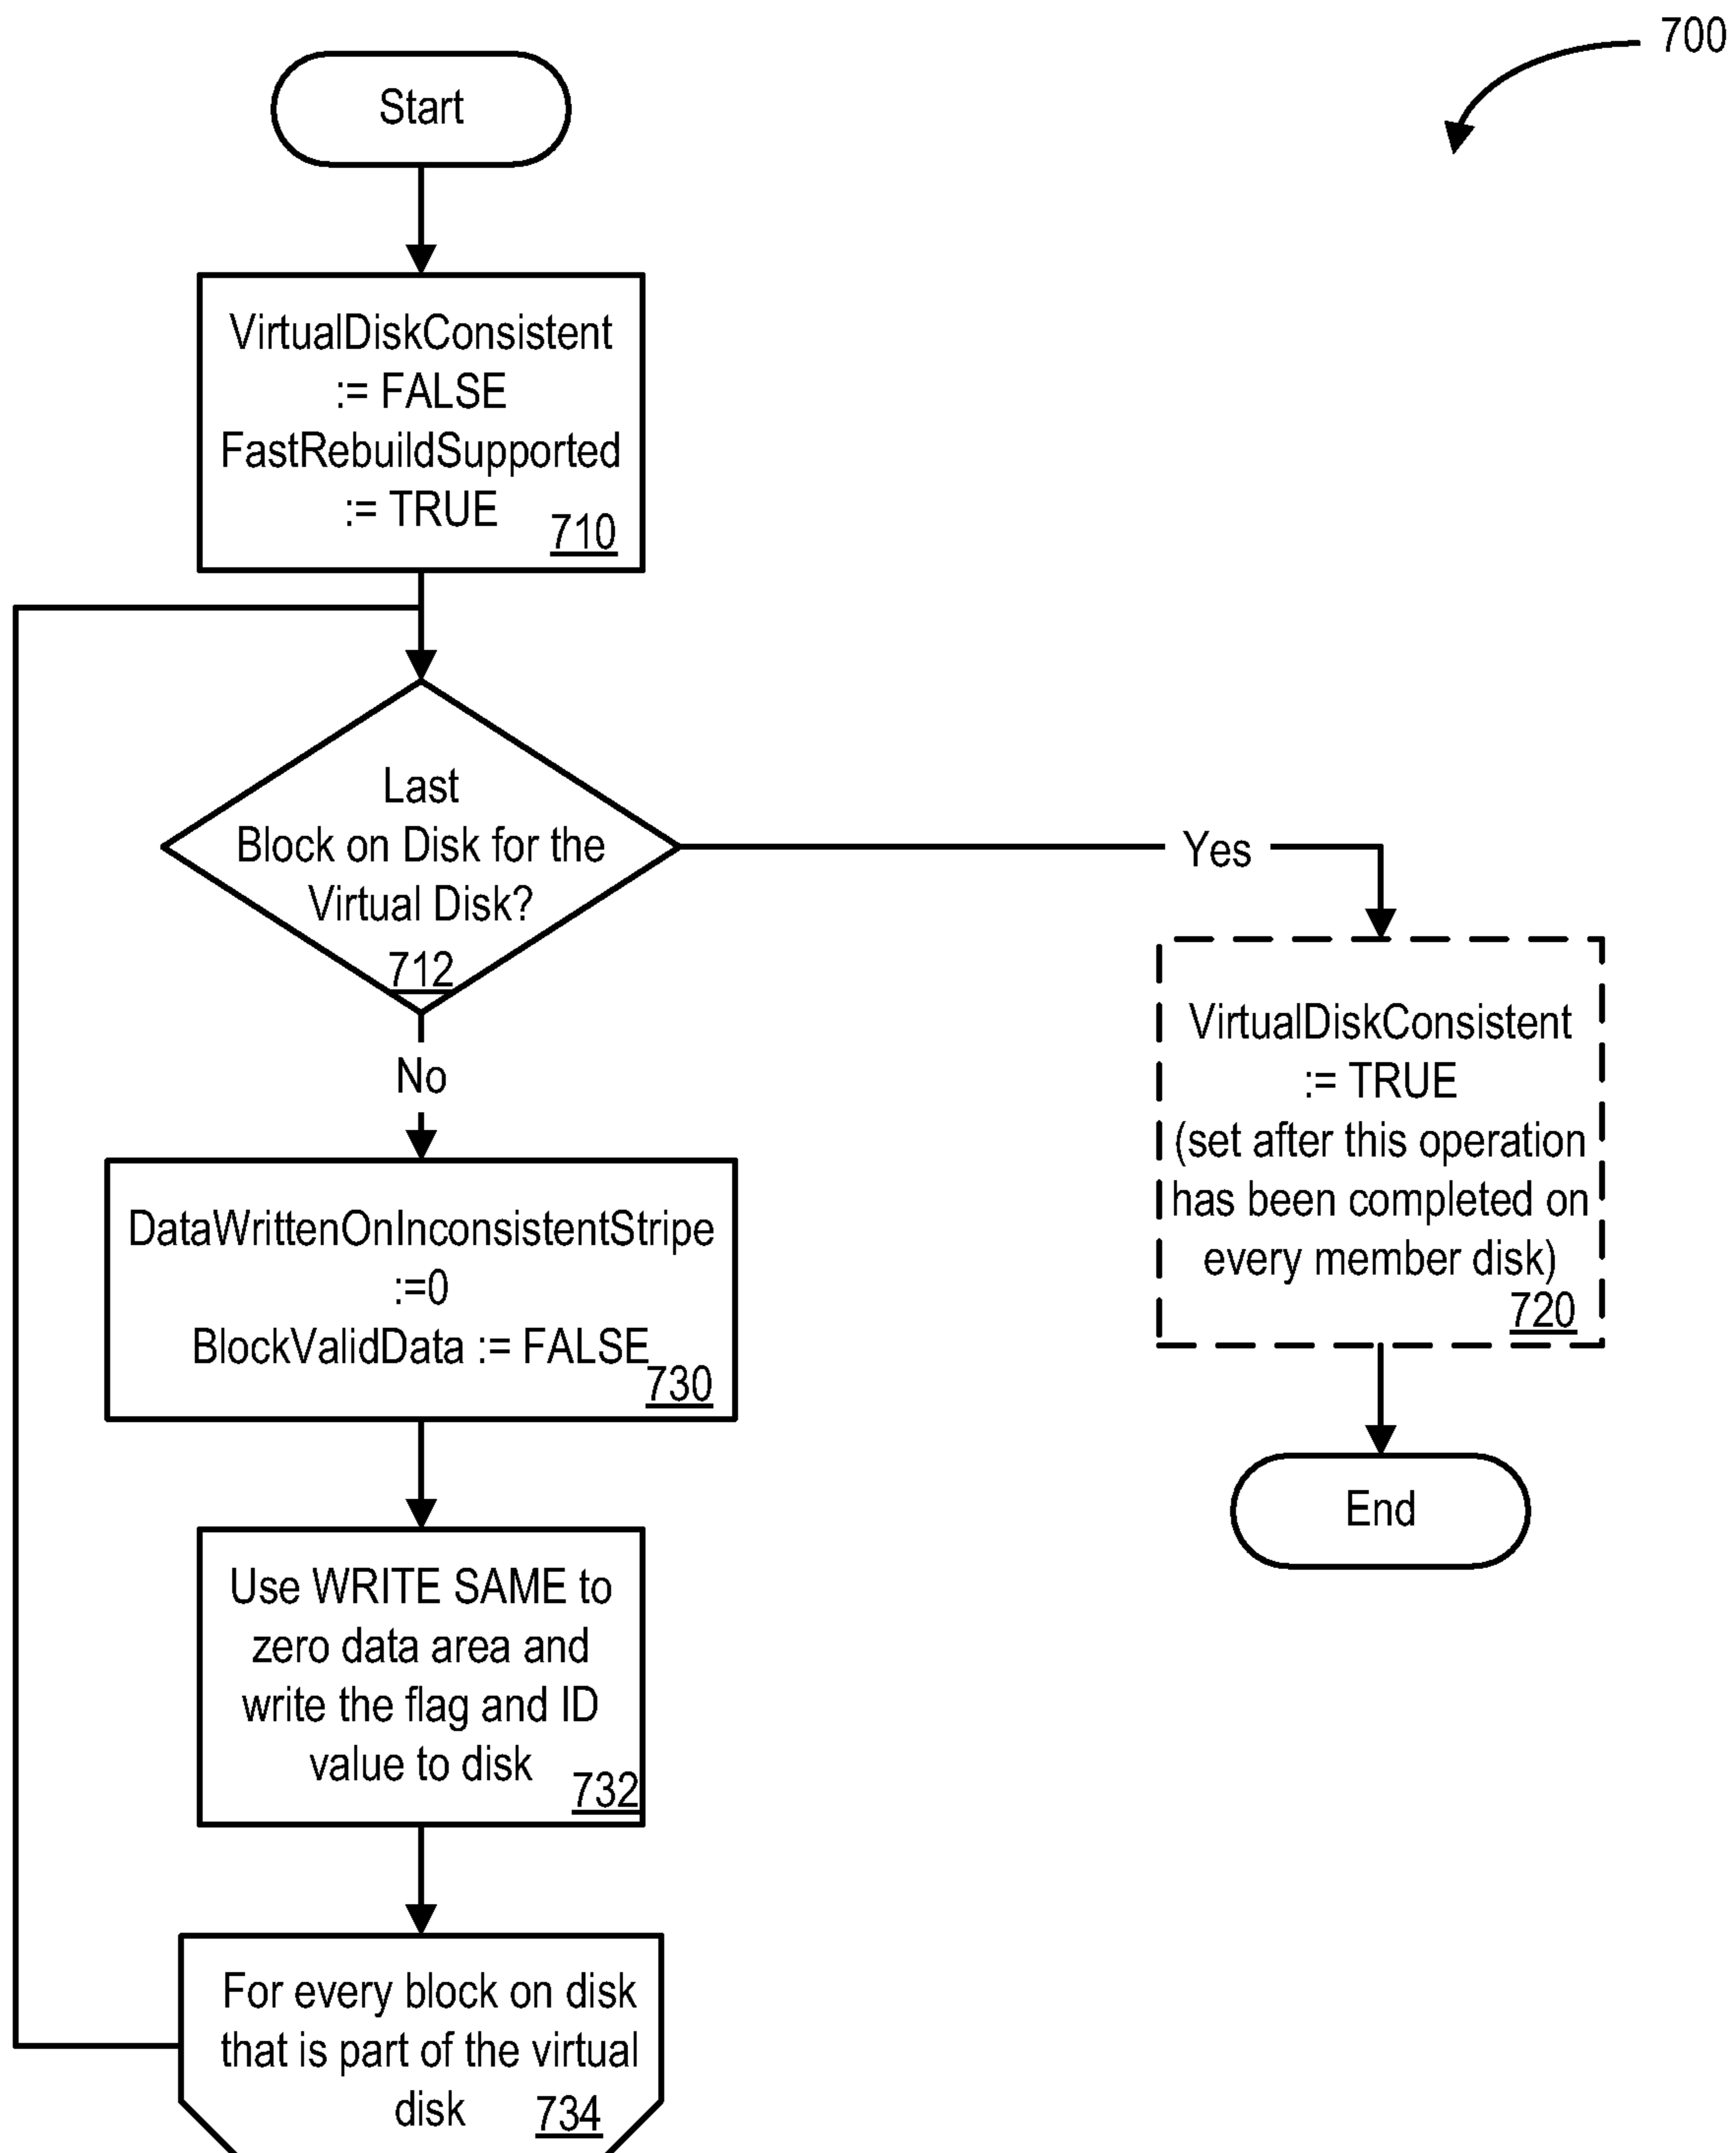 700
Start
VirtualDiskConsistent
:= FALSE
FastRebuildSupported
:= TRUE
710
Last
Block on Disk for the
Virtual Disk?
712
Yes
No
VirtualDiskConsistent
:= TRUE
(set after this operation
has been completed on
every member disk)
720
DataWrittenOnInconsistentStripe
:=0
BlockValidData := FALSE
730
End
Use WRITE SAME to
zero data area and
write the flag and ID
value to disk
732
For every block on disk
that is part of the virtual
disk
734